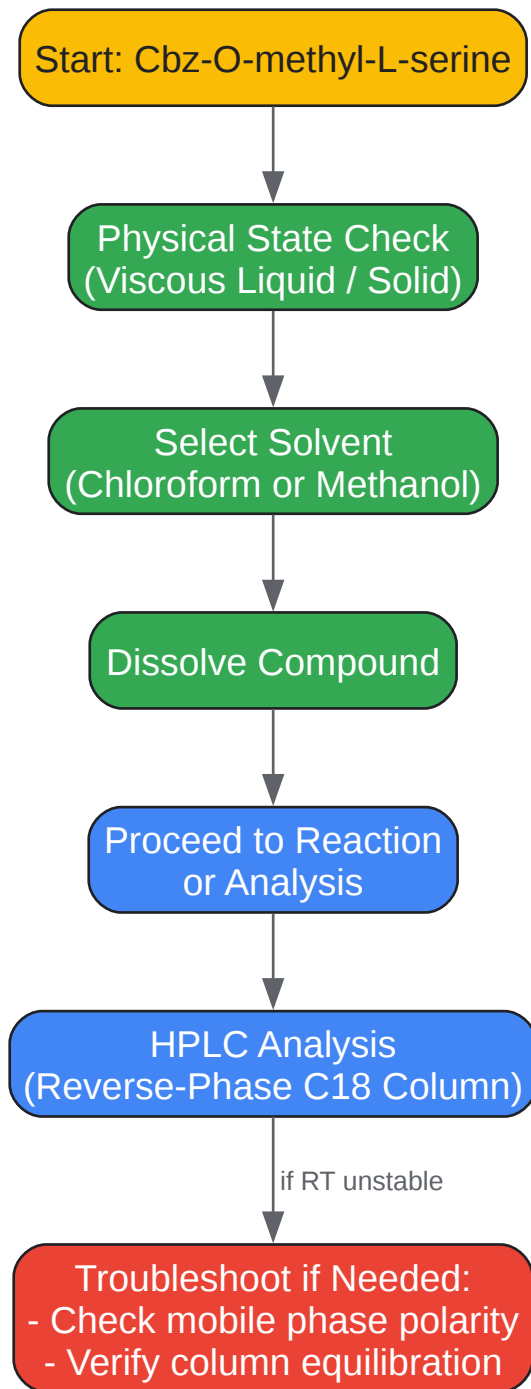 Start: Cbz-O-methyl-L-serine
Physical State Check
(Viscous Liquid / Solid)
Select Solvent
(Chloroform or Methanol)
Dissolve Compound
Proceed to Reaction
or Analysis
HPLC Analysis
(Reverse-Phase C18 Column)
if RT unstable
Troubleshoot if Needed:
- Check mobile phase polarity
- Verify column equilibration